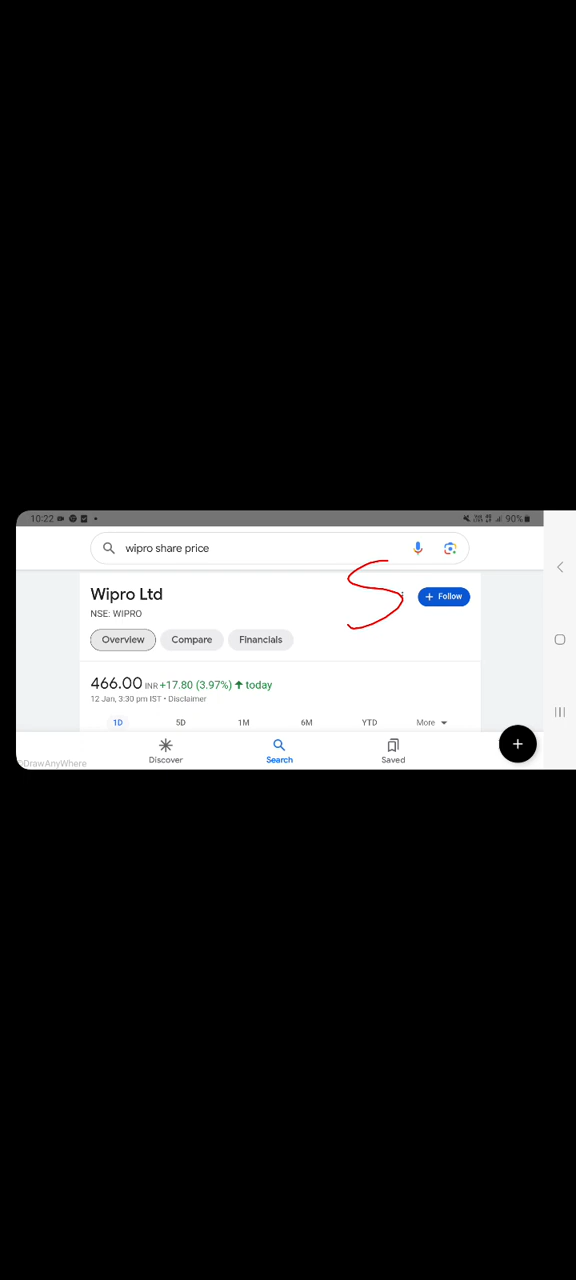 10:22 90%
wipro share price
Wipro Ltd
+ Follow
NSE: WIPRO
Overview Compare Financials
466.00 INR +17.80 (3.97%) ↑ today
12 Jan, 3:30 pm IST • Disclaimer
1D 5D 1M 6M YTD More
Discover Search Saved
DrawAnyWhere
S